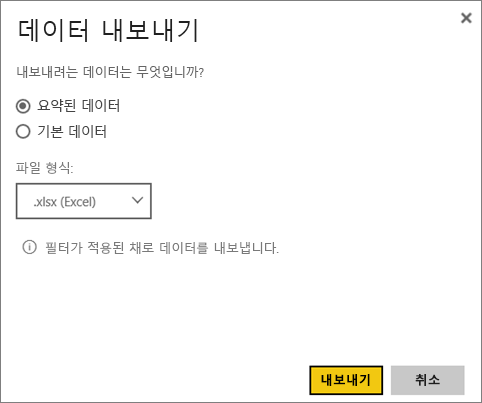 데이터 내보내기
내보내려는 데이터는 무엇입니까?
요약된 데이터
기본 데이터
파일 형식:
.xlsx (Excel)
필터가 적용된 채로 데이터를 내보냅니다.
내보내기 취소